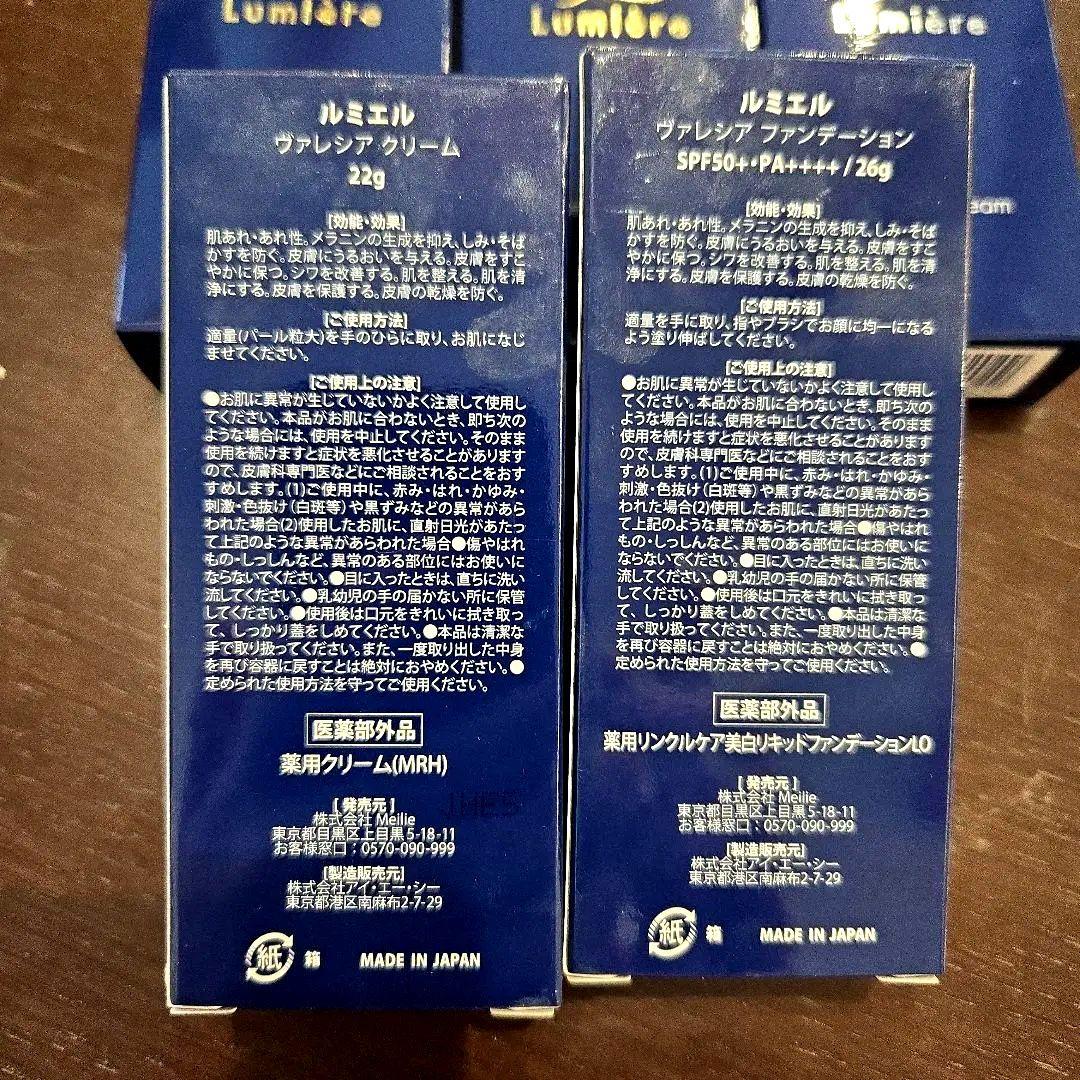 Lumière
Lumière
Lumière
eam
ルミエル
ヴァレシア クリーム
22g
[効能・効果]
肌あれ・あれ性。メラニンの生成を抑え、しみ・そば
かすを防ぐ。皮膚にうるおいを与える。皮膚をすこ
やかに保つ。シワを改善する。肌を整える。肌を清
浄にする。皮膚を保護する。皮膚の乾燥を防ぐ。
[ご使用方法]
適量(パール粒大)を手のひらに取り、お肌になじ
ませてください。
[ご使用上の注意]
●お肌に異常が生じていないかよく注意して使用し
てください。本品がお肌に合わないとき、即ち次の
ような場合には、使用を中止してください。そのまま
使用を続けますと症状を悪化させることがあります
ので、皮膚科専門医などにご相談されることをおす
すめします。(1)ご使用中に、赤み・はれ・かゆみ・
刺激・色抜け(白斑等)や黒ずみなどの異常があら
われた場合(2)使用したお肌に、直射日光があたっ
て上記のような異常があらわれた場合●傷やはれ
もの・しっしんなど、異常のある部位にはお使いに
ならないでください。●目に入ったときは、直ちに洗い
流してください。●乳幼児の手の届かない所に保管
してください。●使用後は口元をきれいに拭き取っ
て、しっかり蓋をしめてください。●本品は清潔な
手で取り扱ってください。また、一度取り出した中身
を再び容器に戻すことは絶対におやめください。●
定められた使用方法を守ってご使用ください。
医薬部外品
薬用クリーム(MRH)
[発売元]
株式会社 Meilie
東京都目黒区上目黒5-18-11
お客様窓口:0570-090-999
[製造販売元]
株式会社アイ・エー・シー
東京都港区南麻布2-7-29
紙 箱 MADE IN JAPAN
ルミエル
ヴァレシア ファンデーション
SPF50+・PA++++ / 26g
[効能・効果]
肌あれ・あれ性。メラニンの生成を抑え、しみ・そば
かすを防ぐ。皮膚にうるおいを与える。皮膚をすこ
やかに保つ。シワを改善する。肌を整える。肌を清
浄にする。皮膚を保護する。皮膚の乾燥を防ぐ。
[ご使用方法]
適量を手に取り、指やブラシでお顔に均一になる
よう塗り伸ばしてください。
[ご使用上の注意]
●お肌に異常が生じていないかよく注意して使用し
てください。本品がお肌に合わないとき、即ち次の
ような場合には、使用を中止してください。そのまま
使用を続けますと症状を悪化させることがあります
ので、皮膚科専門医などにご相談されることをおす
すめします。(1)ご使用中に、赤み・はれ・かゆみ・
刺激・色抜け(白斑等)や黒ずみなどの異常があら
われた場合(2)使用したお肌に、直射日光があたっ
て上記のような異常があらわれた場合●傷やはれ
もの・しっしんなど、異常のある部位にはお使いに
ならないでください。●目に入ったときは、直ちに洗い
流してください。●乳幼児の手の届かない所に保管
してください。●使用後は口元をきれいに拭き取っ
て、しっかり蓋をしめてください。●本品は清潔な
手で取り扱ってください。また、一度取り出した中身
を再び容器に戻すことは絶対におやめください。●
定められた使用方法を守ってご使用ください。
医薬部外品
薬用リンクルケア美白リキッドファンデーションLO
[発売元]
株式会社 Meilie
東京都目黒区上目黒5-18-11
お客様窓口:0570-090-999
[製造販売元]
株式会社アイ・エー・シー
東京都港区南麻布2-7-29
紙 箱 MADE IN JAPAN